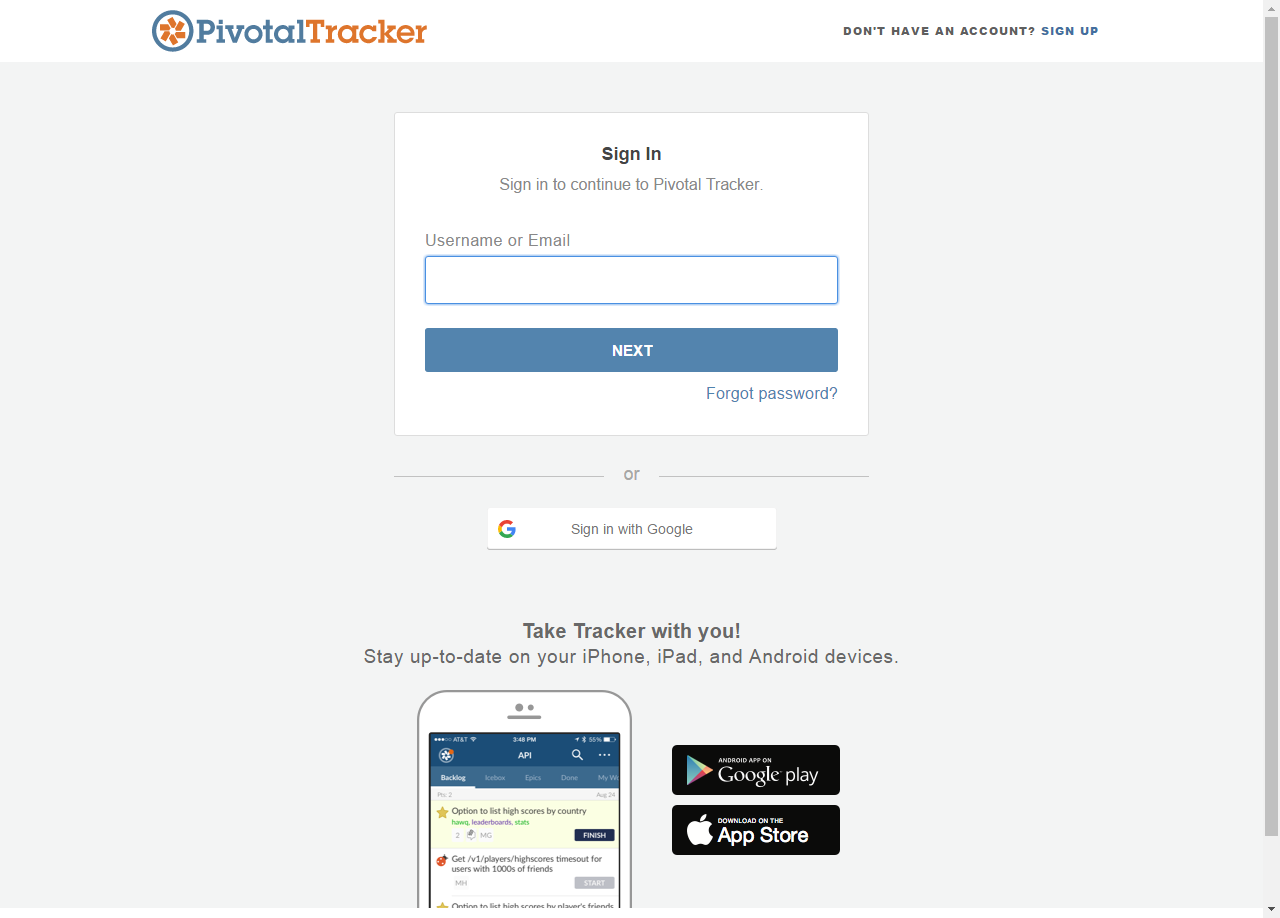 PivotalTracker
DON'T HAVE AN ACCOUNT? SIGN UP
Sign In
Sign in to continue to Pivotal Tracker.
Username or Email
NEXT
Forgot password?
or
Sign in with Google
Take Tracker with you!
Stay up-to-date on your iPhone, iPad, and Android devices.
AT&T 3:48 PM 55%
API
Backlog Icebox Epics Done My W
Pts: 2 Aug 24
Option to list high scores by country
hawq, leaderboards, stats
2 MG FINISH
Get /v1/players/highscores timesout for
users with 1000s of friends
MH START
Option to list high scores by player's friends
ANDROID APP ON
Google play
DOWNLOAD ON THE
App Store